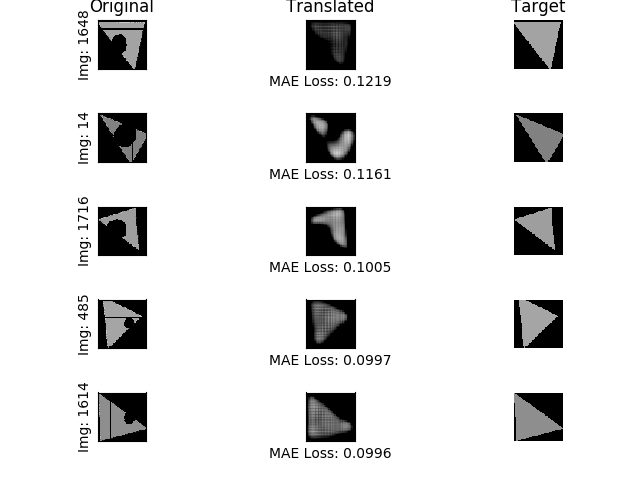 Original Translated Target
Img: 1648
MAE Loss: 0.1219
Img: 14
MAE Loss: 0.1161
Img: 1716
MAE Loss: 0.1005
Img: 485
MAE Loss: 0.0997
Img: 1614
MAE Loss: 0.0996